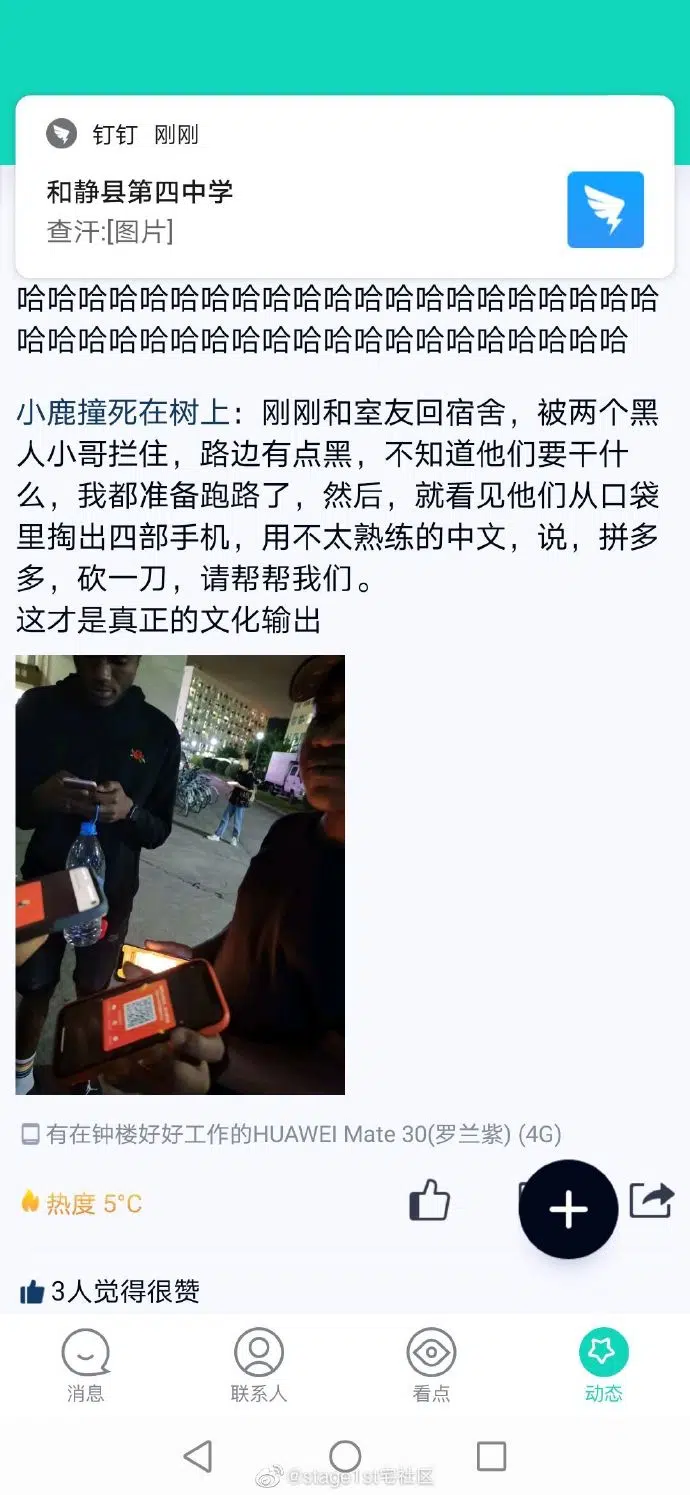 钉钉 刚刚
和静县第四中学
查汗:[图片]
哈哈哈哈哈哈哈哈哈哈哈哈哈哈哈哈哈哈哈哈哈
哈哈哈哈哈哈哈哈哈哈哈哈哈哈哈哈哈哈哈哈
小鹿撞死在树上：刚刚和室友回宿舍，被两个黑
人小哥拦住，路边有点黑，不知道他们要干什
么，我都准备跑路了，然后，就看见他们从口袋
里掏出四部手机，用不太熟练的中文，说，拼多
多，砍一刀，请帮帮我们。
这才是真正的文化输出
有在钟楼好好工作的HUAWEI Mate 30(罗兰紫) (4G)
热度 5°C
3人觉得很赞
消息
联系人
看点
动态
@stage1st宅社区